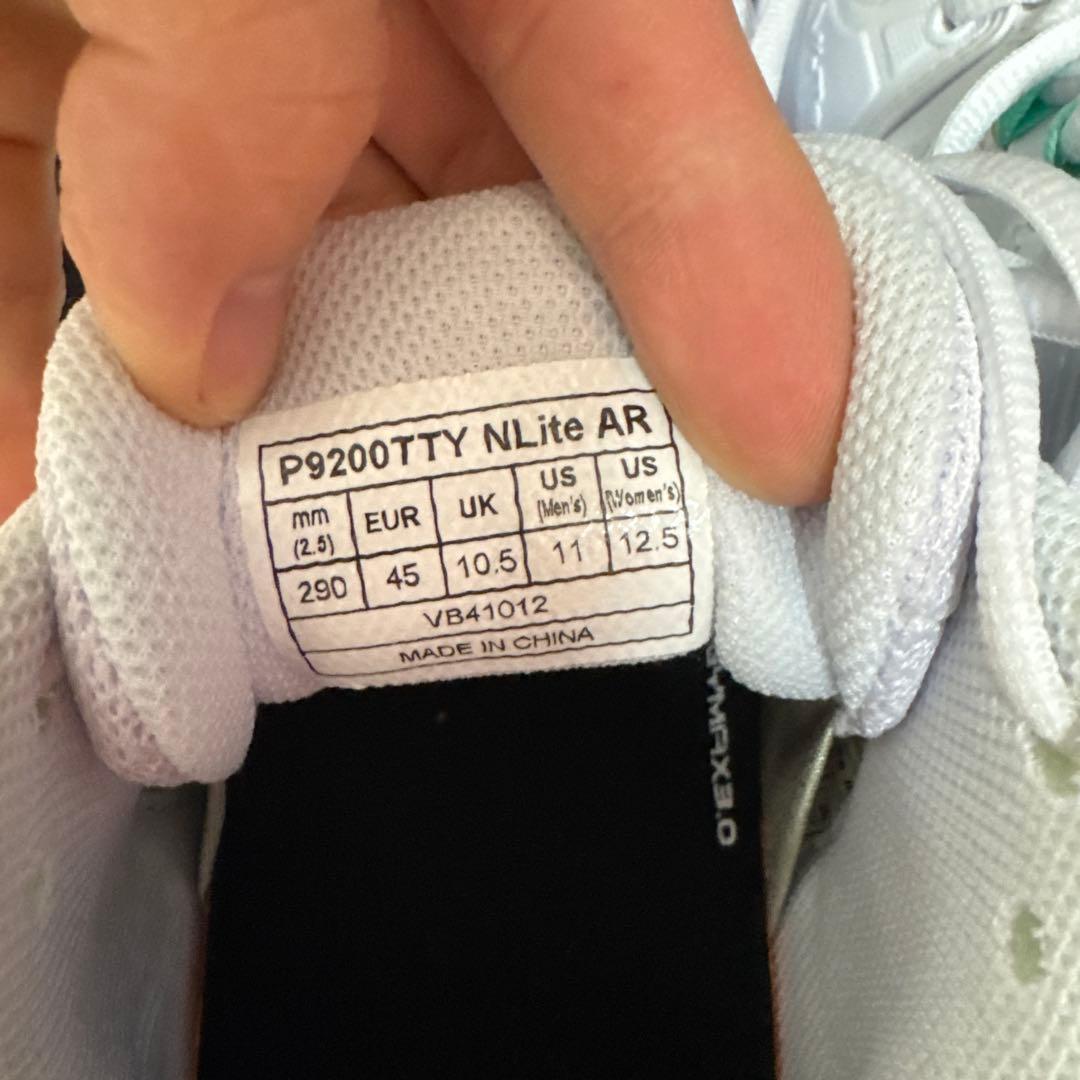 P9200TTY NLite AR
mm (2.5) EUR UK US (Men's) US (Women's)
290 45 10.5 11 12.5
VB41012
MADE IN CHINA